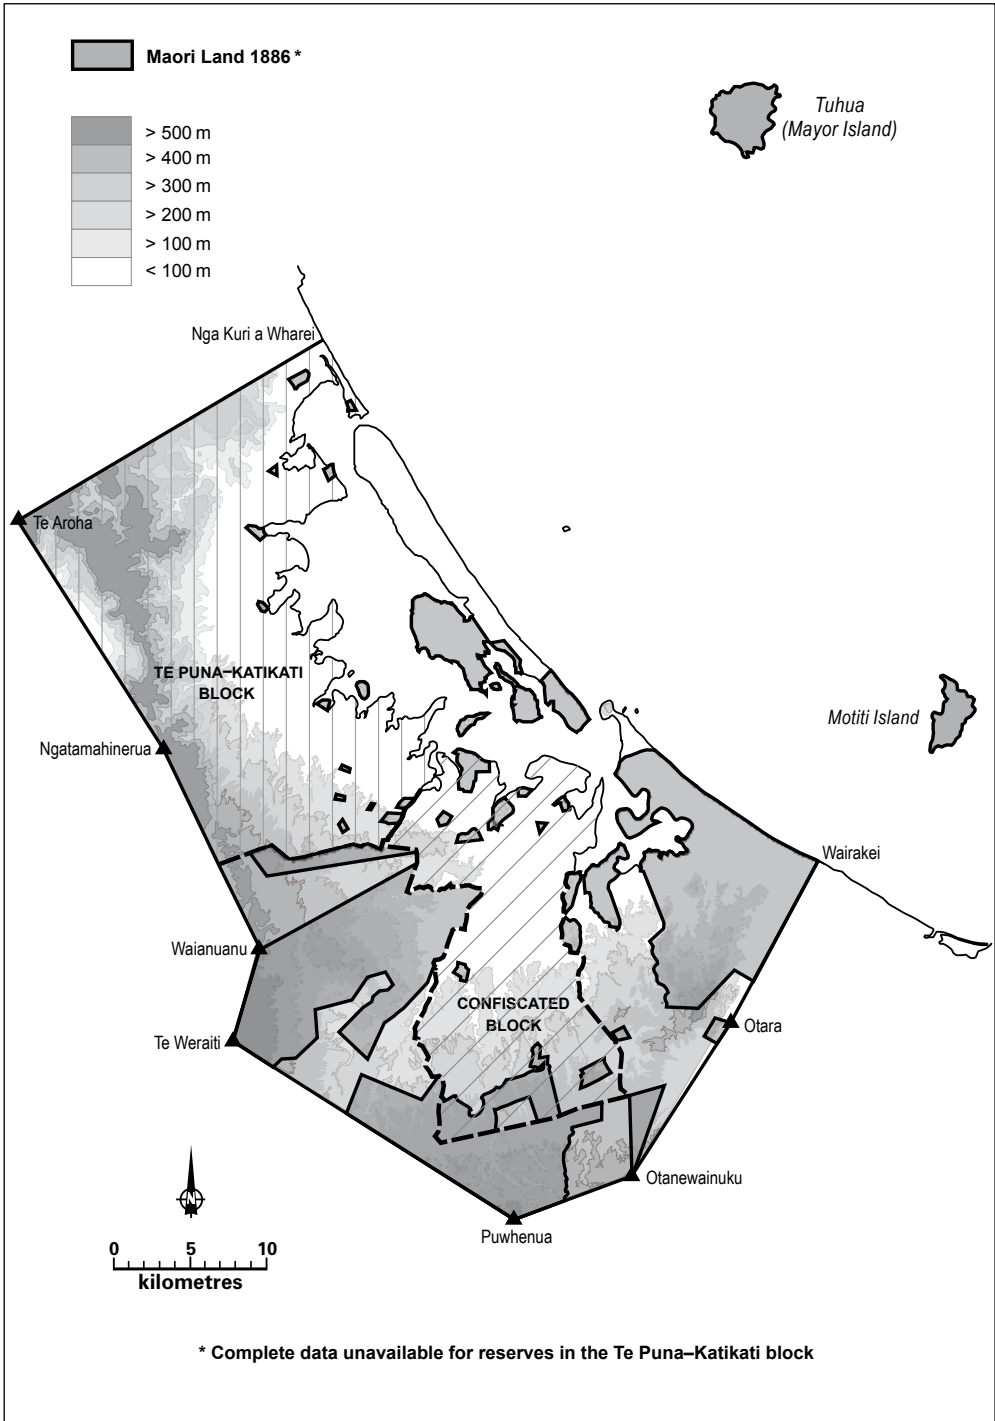 Maori Land 1886 *
> 500 m
> 400 m
> 300 m
> 200 m
> 100 m
< 100 m
Tuhua
(Mayor Island)
Nga Kuri a Wharei
Te Aroha
TE PUNA–KATIKATI
BLOCK
Motiti Island
Ngatamahinerua
Wairakei
Waianuanu
CONFISCATED
BLOCK
Otara
Te Weraiti
Otanewainuku
Puwhenua
N
0 5 10
kilometres
* Complete data unavailable for reserves in the Te Puna–Katikati block